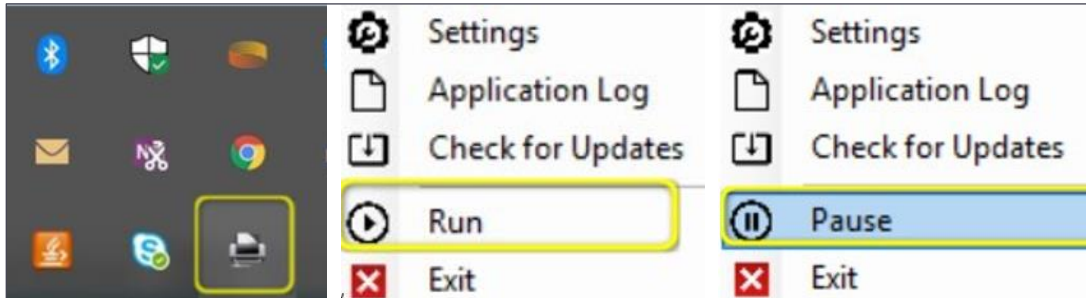 Settings
Application Log
Check for Updates
Run
Exit
Settings
Application Log
Check for Updates
Pause
Exit